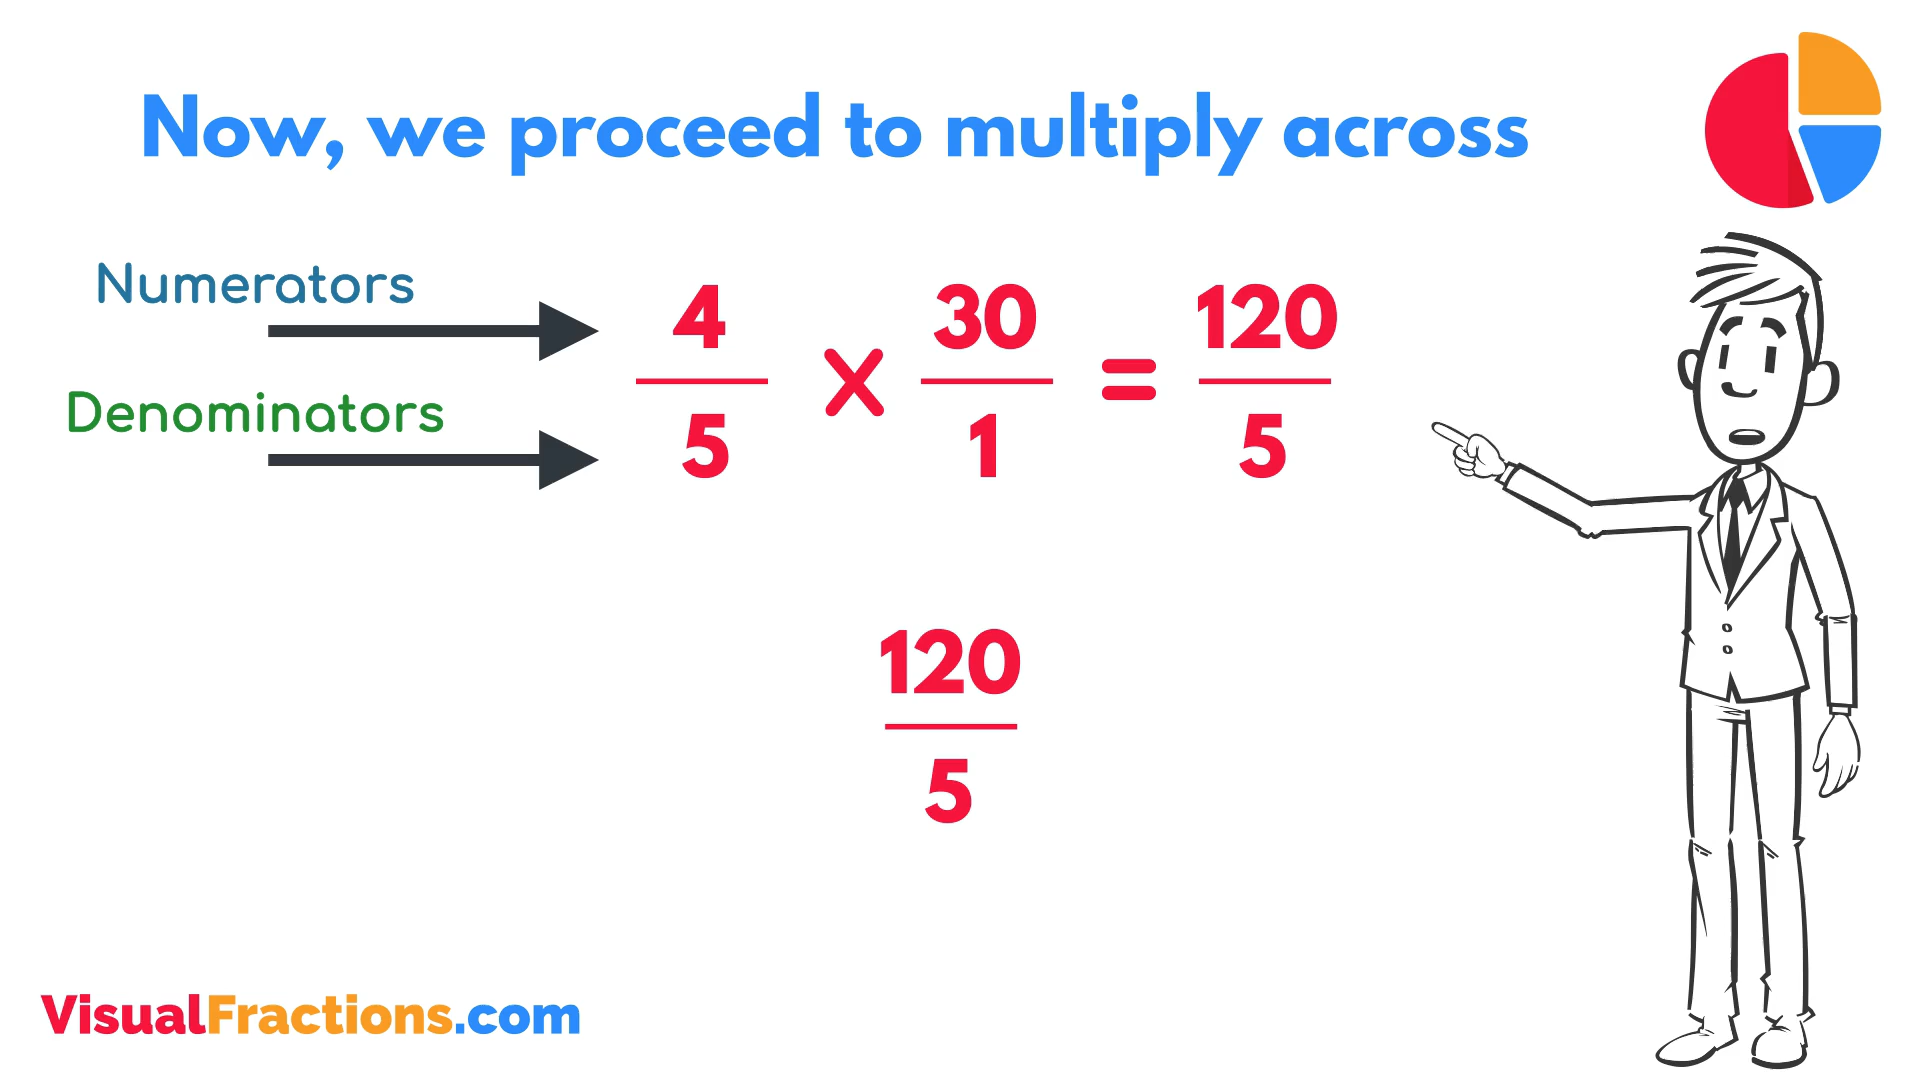 Now, we proceed to multiply across
Numerators
Denominators
4 x 30 = 120
5 1 5
120
5
VisualFractions.com